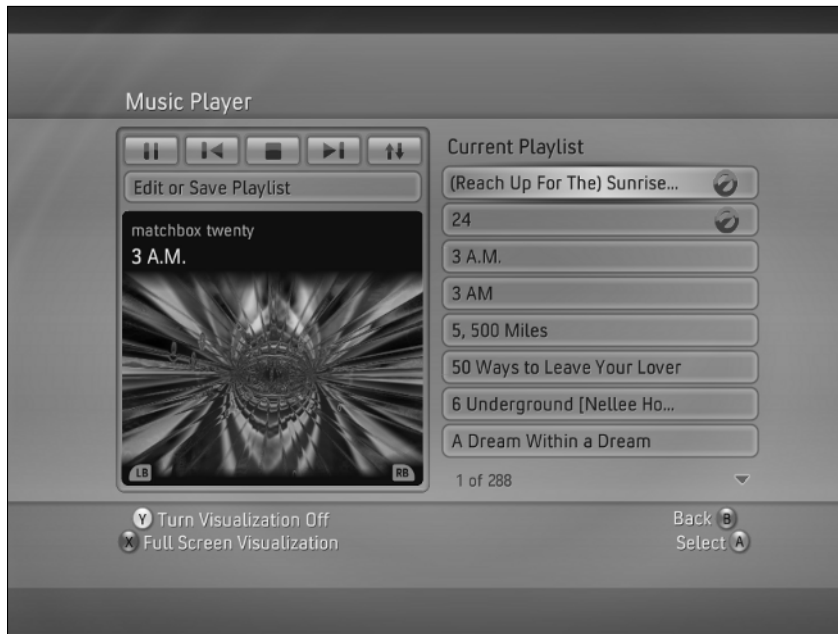 Music Player
Edit or Save Playlist
matchbox twenty
3 A.M.
LB
RB
Current Playlist
(Reach Up For The) Sunrise...
24
3 A.M.
3 AM
5, 500 Miles
50 Ways to Leave Your Lover
6 Underground [Nellee Ho...
A Dream Within a Dream
1 of 288
Y Turn Visualization Off
X Full Screen Visualization
Back B
Select A